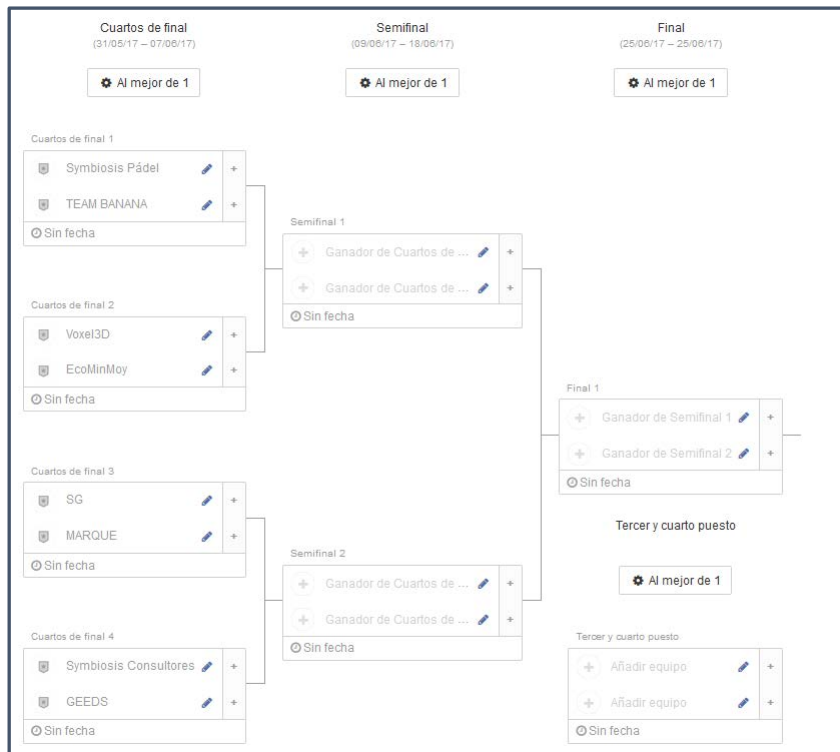 Cuartos de final
(31/05/17 – 07/06/17)
Al mejor de 1
Semifinal
(09/06/17 – 18/06/17)
Al mejor de 1
Final
(25/06/17 – 25/06/17)
Al mejor de 1
Cuartos de final 1
Symbiosis Pádel +
TEAM BANANA +
Sin fecha
Cuartos de final 2
Voxel3D +
EcoMinMoy +
Sin fecha
Cuartos de final 3
SG +
MARQUE +
Sin fecha
Cuartos de final 4
Symbiosis Consultores +
GEEDS +
Sin fecha
Semifinal 1
+ Ganador de Cuartos de ... +
+ Ganador de Cuartos de ... +
Sin fecha
Semifinal 2
+ Ganador de Cuartos de ... +
+ Ganador de Cuartos de ... +
Sin fecha
Final 1
+ Ganador de Semifinal 1 +
+ Ganador de Semifinal 2 +
Sin fecha
Tercer y cuarto puesto
Al mejor de 1
Tercer y cuarto puesto
+ Añadir equipo +
+ Añadir equipo +
Sin fecha